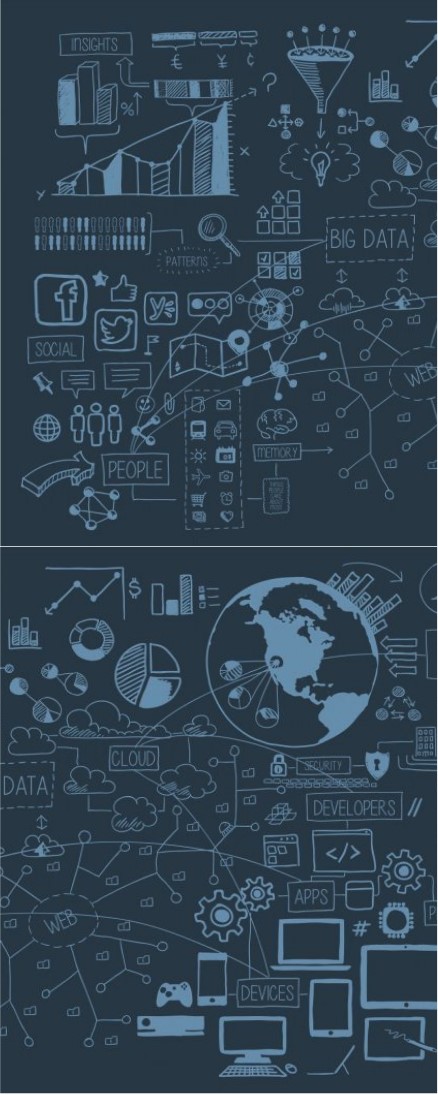 INSIGHTS
€ ¥ ¢
%
?
x
y
PATTERNS
BIG DATA
f
y
SOCIAL
WEB
MEMORY
PEOPLE
$
CLOUD
DATA
SECURITY
DEVELOPERS //
</>
APPS
#
WEB
P
DEVICES